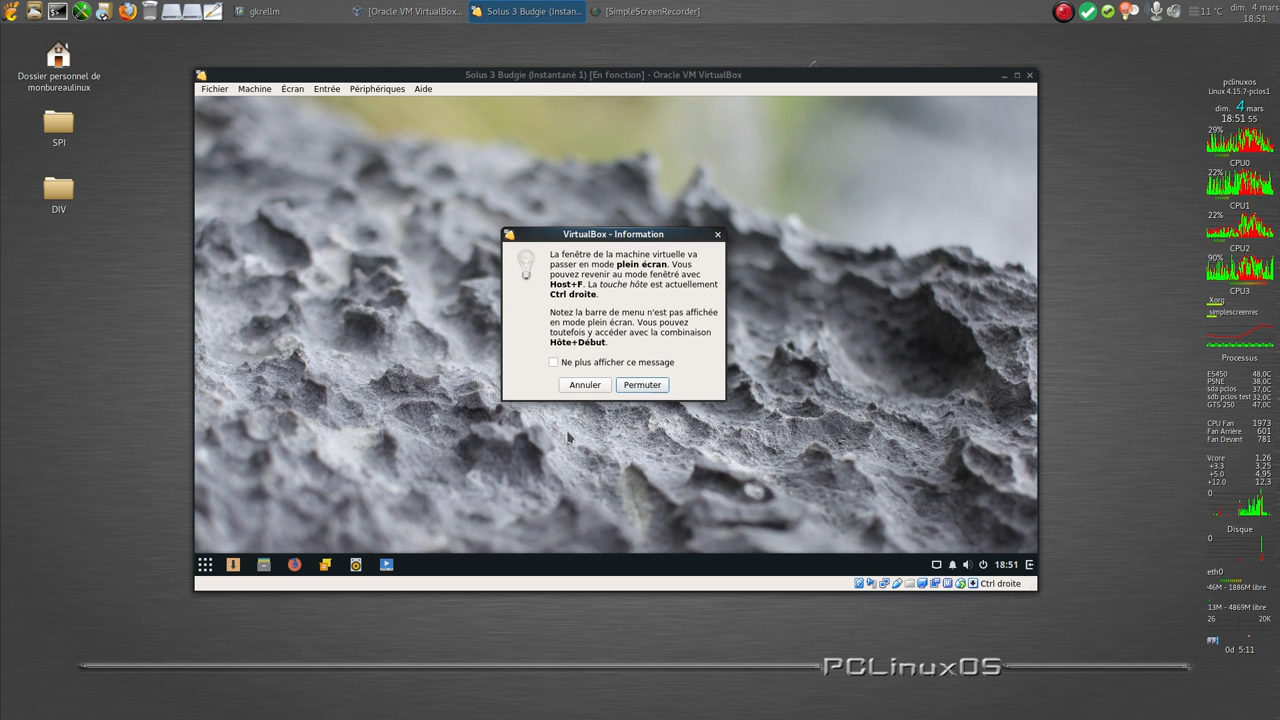 gkrellm
[Oracle VM VirtualBox...
Solus 3 Budgie (Instan...
[SimpleScreenRecorder]
11 °C
dim. 4 mars
18:51
Dossier personnel de
monbureaulinux
SPI
DIV
Solus 3 Budgie (Instantané 1) [En fonction] - Oracle VM VirtualBox
Fichier Machine Écran Entrée Périphériques Aide
VirtualBox - Information
La fenêtre de la machine virtuelle va
passer en mode plein écran. Vous
pouvez revenir au mode fenêtré avec
Host+F. La touche hôte est actuellement
Ctrl droite.
Notez la barre de menu n'est pas affichée
en mode plein écran. Vous pouvez
toutefois y accéder avec la combinaison
Hôte+Début.
Ne plus afficher ce message
Annuler Permuter
18:51
Ctrl droite
PCLinuxOS
pclinuxos
Linux 4.15.7-pclos1
dim. 4 mars
18:51 55
29%
CPU0
22%
CPU1
22%
CPU2
90%
CPU3
Xorg
simplescreenrec
Processus
E5450 48,0C
P5NE 38,0C
sda pclos 37,0C
sdb pclos test 32,0C
GTS 250 47,0C
CPU Fan 1973
Fan Arrière 601
Fan Devant 781
Vcore 1,26
+3.3 3,25
+5.0 4,95
+12.0 12,3
0
Disque
0
eth0
46M - 1886M libre
13M - 4869M libre
26 20K
0d 5:11